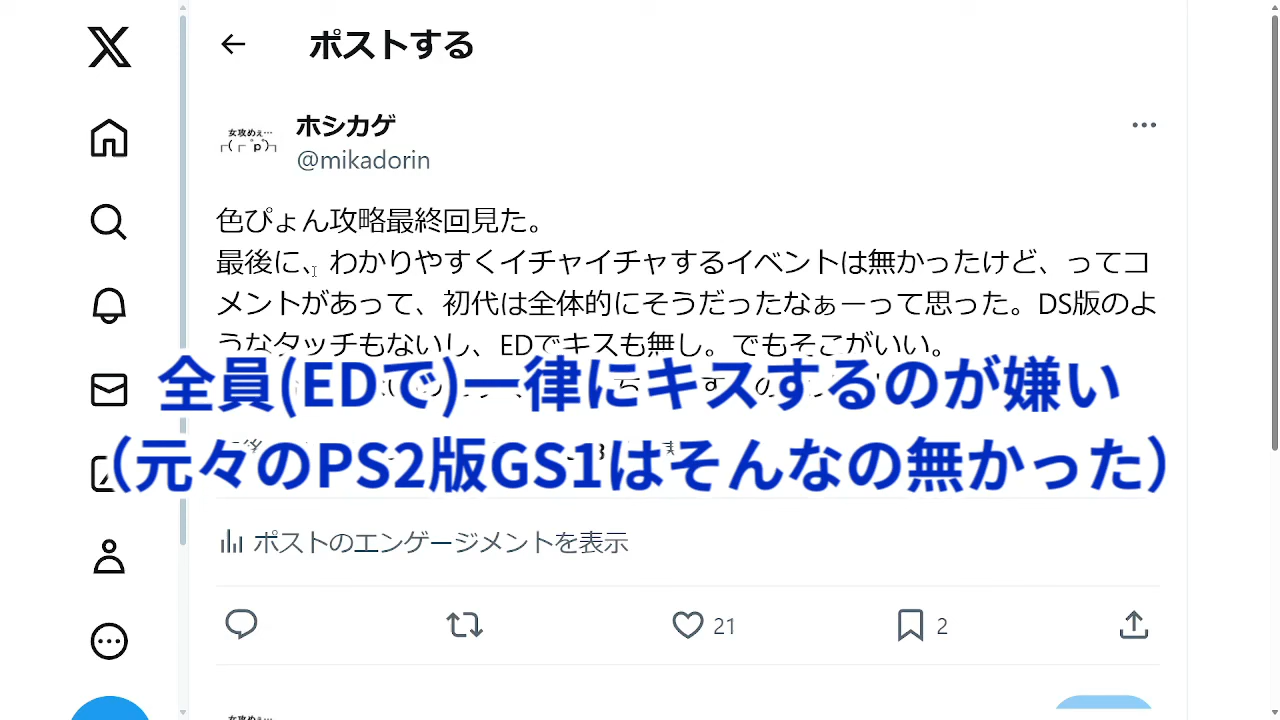 ポストする
女攻めぇ…
ホシカゲ
@mikadorin
色ぴょん攻略最終回見た。
最後に、わかりやすくイチャイチャするイベントは無かったけど、ってコ
メントがあって、初代は全体的にそうだったなぁーって思った。DS版のよ
うなタッチもないし、EDでキスも無し。でもそこがいい。
全員(EDで)一律にキスするのが嫌い
（元々のPS2版GS1はそんなの無かった）
ポストのエンゲージメントを表示
21
2